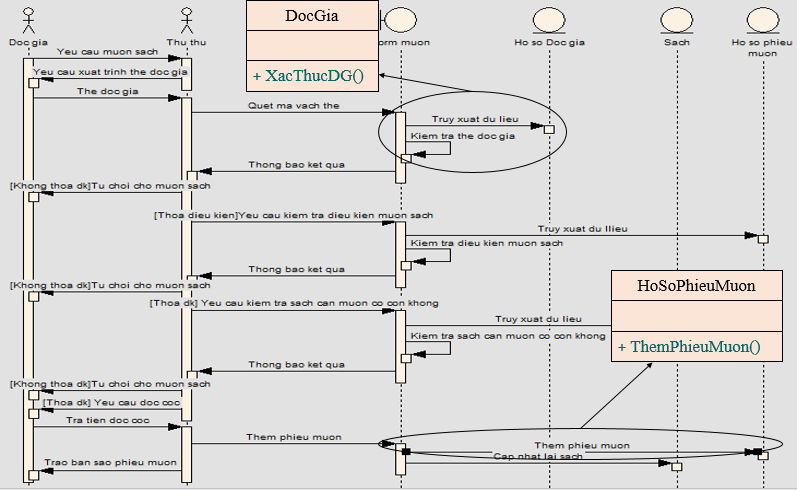 DocGia
+ XacThucDG()
Doc gia
Thu thu
orm muon
Ho so Doc gia
Sach
Ho so phieu
muon
Yeu cau muon sach
Yeu cau xuat trinh the doc gia
The doc gia
Quet ma vach the
Truy xuat du lieu
Kiem tra the doc gia
Thong bao ket qua
[Khong thoa dk]Tu choi cho muon sach
[Thoa dieu kien]Yeu cau kiem tra dieu kien muon sach
Truy xuat du llieu
Kiem tra dieu kien muon sach
Thong bao ket qua
[Khong thoa dk]Tu choi cho muon sach
HoSoPhieuMuon
+ ThemPhieuMuon()
[Thoa dk] Yeu cau kiem tra sach can muon co con khong
Truy xuat du lieu
Kiem tra sach can muon co con khong
Thong bao ket qua
[Khong thoa dk]Tu choi cho muon sach
[Thoa dk] Yeu cau doc coc
Tra tien doc coc
Them phieu muon
Them phieu muon
Cap nhat lai sach
Trao ban sao phieu muon